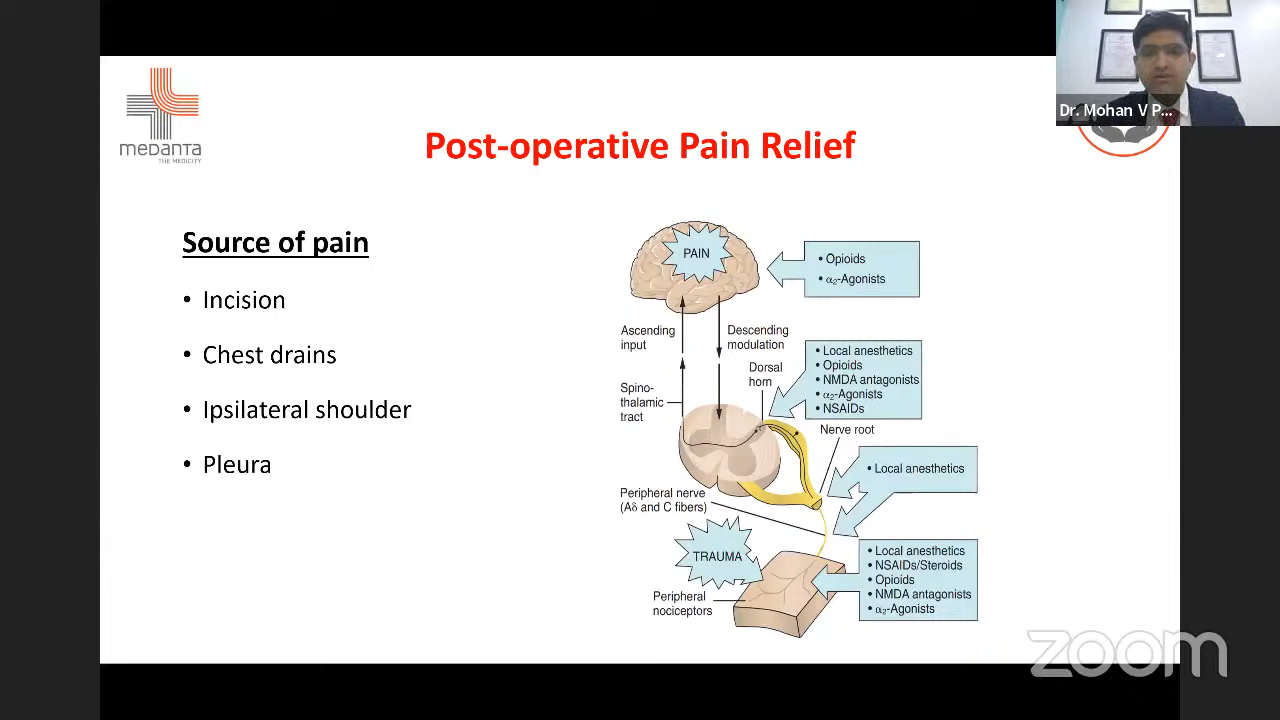 medanta
THE MEDICITY
Dr. Mohan V P...
Post-operative Pain Relief
Source of pain
• Incision
• Chest drains
• Ipsilateral shoulder
• Pleura
PAIN
• Opioids
• α₂-Agonists
Ascending
input
Descending
modulation
Spino-
thalamic
tract
Dorsal
horn
• Local anesthetics
• Opioids
• NMDA antagonists
• α₂-Agonists
• NSAIDs
Nerve root
• Local anesthetics
Peripheral nerve
(Aδ and C fibers)
TRAUMA
• Local anesthetics
• NSAIDs/Steroids
• Opioids
• NMDA antagonists
• α₂-Agonists
Peripheral
nociceptors
zoom